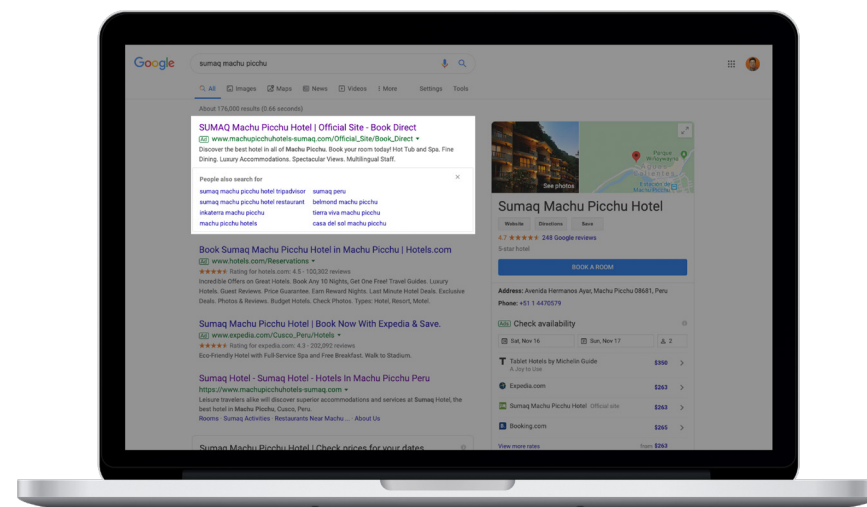 Google
sumaq machu picchu
All Images Maps News Videos More Settings Tools
About 176,000 results (0.66 seconds)
SUMAQ Machu Picchu Hotel | Official Site - Book Direct
Ad www.machupicchuhotels-sumaq.com/Official_Site/Book_Direct
Discover the best hotel in all of Machu Picchu. Book your room today! Hot Tub and Spa. Fine
Dining. Luxury Accommodations. Spectacular Views. Multilingual Staff.
People also search for
sumaq machu picchu hotel tripadvisor sumaq peru
sumaq machu picchu hotel restaurant belmond machu picchu
inkaterra machu picchu tierra viva machu picchu
machu picchu hotels casa del sol machu picchu
Book Sumaq Machu Picchu Hotel in Machu Picchu | Hotels.com
Ad www.hotels.com/Reservations
Rating for hotels.com: 4.5 - 100,302 reviews
Incredible Offers on Great Hotels. Book Any 10 Nights, Get One Free! Travel Guides. Luxury
Hotels. Guest Reviews. Price Guarantee. Earn Reward Nights. Last Minute Hotel Deals. Exclusive
Deals. Photos & Reviews. Budget Hotels. Check Photos. Types: Hotel, Resort, Motel.
Sumaq Machu Picchu Hotel | Book Now With Expedia & Save.
Ad www.expedia.com/Cusco_Peru/Hotels
Rating for expedia.com: 4.3 - 202,092 reviews
Eco-Friendly Hotel with Full-Service Spa and Free Breakfast. Walk to Stadium.
Sumaq Hotel - Sumaq Hotel - Hotels In Machu Picchu Peru
https://www.machupicchuhotels-sumaq.com
Leisure travelers alike will discover superior accommodations and services at Sumaq Hotel, the
best hotel in Machu Picchu, Cusco, Peru.
Rooms · Sumaq Activities · Restaurants Near Machu ... · About Us
Sumaq Machu Picchu Hotel | Check prices for your dates
See photos
Sumaq Machu Picchu Hotel
Website Directions Save
4.7 248 Google reviews
5-star hotel
BOOK A ROOM
Address: Avenida Hermanos Ayar, Machu Picchu 08681, Peru
Phone: +51 1 4470579
Ads Check availability
Sat, Nov 16 Sun, Nov 17 2
Tablet Hotels by Michelin Guide $350
A Joy to Use
Expedia.com $263
Sumaq Machu Picchu Hotel Official site $263
Booking.com $265
View more rates from $263